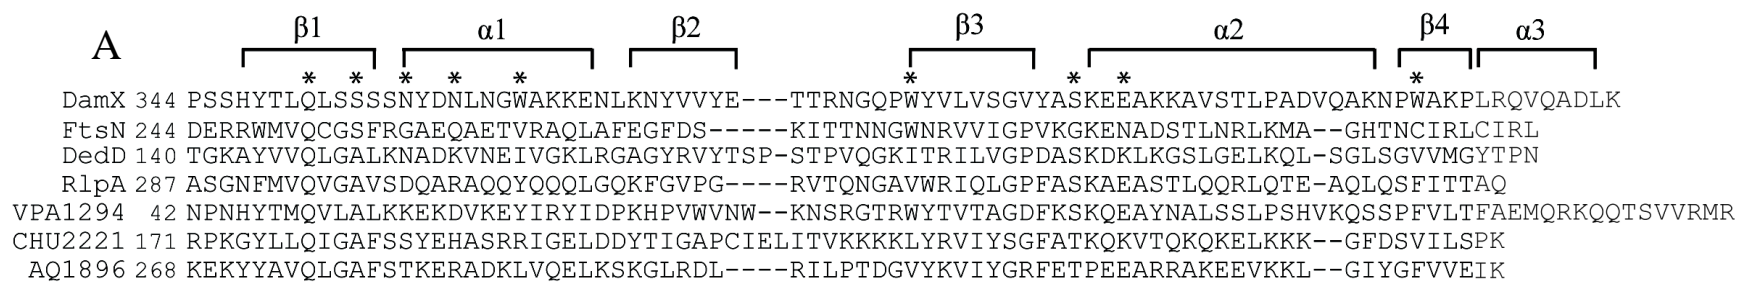 β1 α1 β2 β3 α2 β4 α3
A
* * * * * * * * *
DamX 344 PSSHYTLQLSSSSNYDNLNGWAKKENLKNYVVYE---TTRNGQPWYVLVSGVYASKEEAKKAVSTLPADVQAKNPWAKPLRQVQADLK
FtsN 244 DERRWMVQCGSFRGAEQAETVRAQLAFEGFDS-----KITTNNGWNRVVIGPVKGKENADSTLNRLKMA--GHTNCIRLCIRL
DedD 140 TGKAYVVQLGALKNADKVNEIVGKLRGAGYRVYTSP-STPVQGKITRILVGPDASKDKLKGSLGELKQL-SGLSGVVMGYTPN
RlpA 287 ASGNFMVQVGAVSDQARAQQYQQQLGQKFGVPG----RVTQNGAVWRIQLGPFASKAEASTLQQRLQTE-AQLQSFITTAQ
VPA1294 42 NPNHYTMQVLALKKEKDVKEYIRYIDPKHPVWVNW--KNSRGTRWYTVTAGDFKSKQEAYNALSSLPSHVKQSSPFVLTFAEMQRKQQTSVVRMR
CHU2221 171 RPKGYLLQIGAFSSYEHASRRIGELDDYTIGAPCIELITVKKKKLYRVIYSGFATKQKVTQKQKELKKK--GFDSVILSPK
AQ1896 268 KEKYYAVQLGAFSTKERADKLVQELKSKGLRDL----RILPTDGVYKVIYGRFETPEEARRAKEEVKKL--GIYGFVVEIK